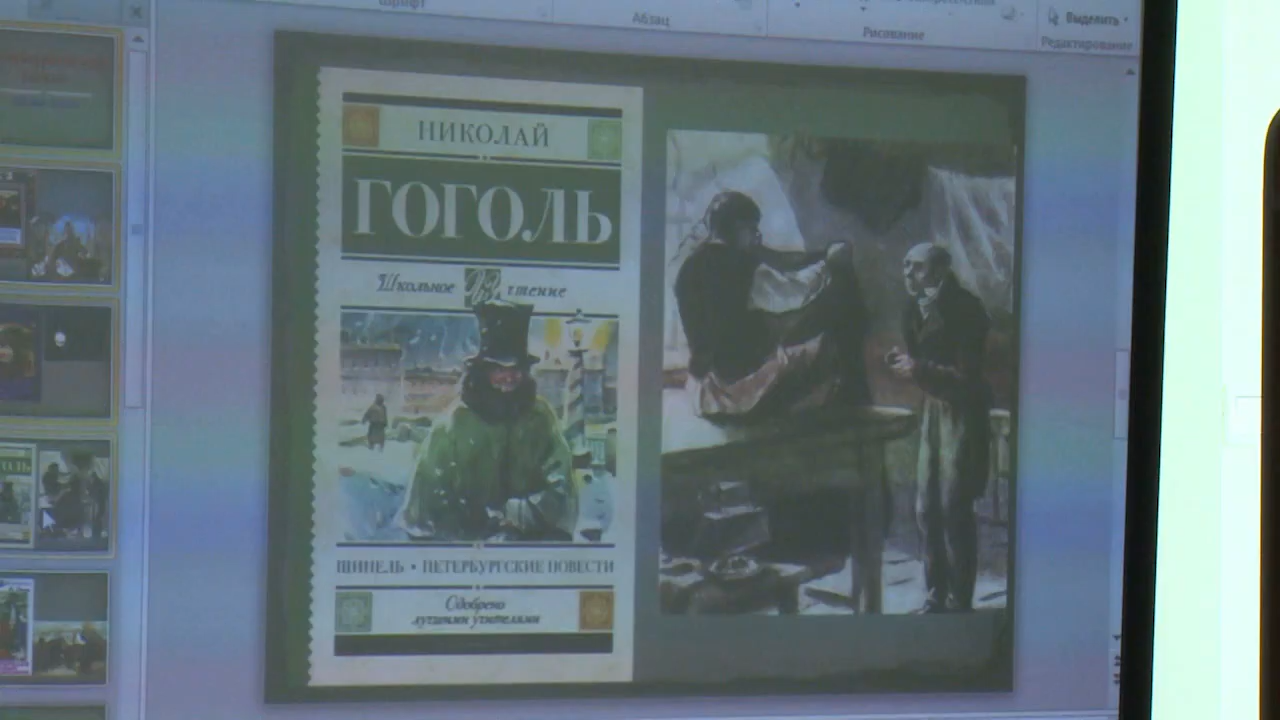 Шрифт
Абзац
Рисование
Выделить
Редактирование
НИКОЛАЙ
ГОГОЛЬ
Школьное чтение
ШИНЕЛЬ • ПЕТЕРБУРГСКИЕ ПОВЕСТИ
Одобрено
лучшими учителями